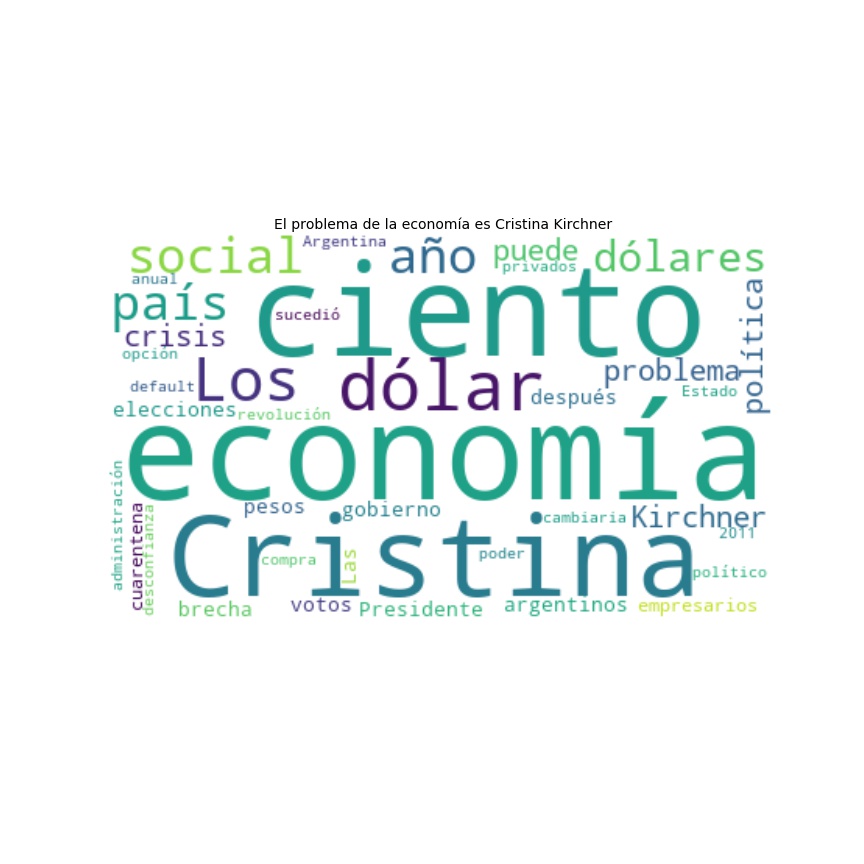 El problema de la economía es Cristina Kirchner
social
Argentina
año
puede
privados
dólares
anual
país
ciento
sucedió
crisis
política
opción
Los
dólar
problema
default
después
Estado
elecciones
revolución
economía
administración
cuarentena
desconfianza
pesos
gobierno
cambiaria
Kirchner
2011
Cristina
compra
Las
poder
político
brecha
votos
Presidente
argentinos
empresarios